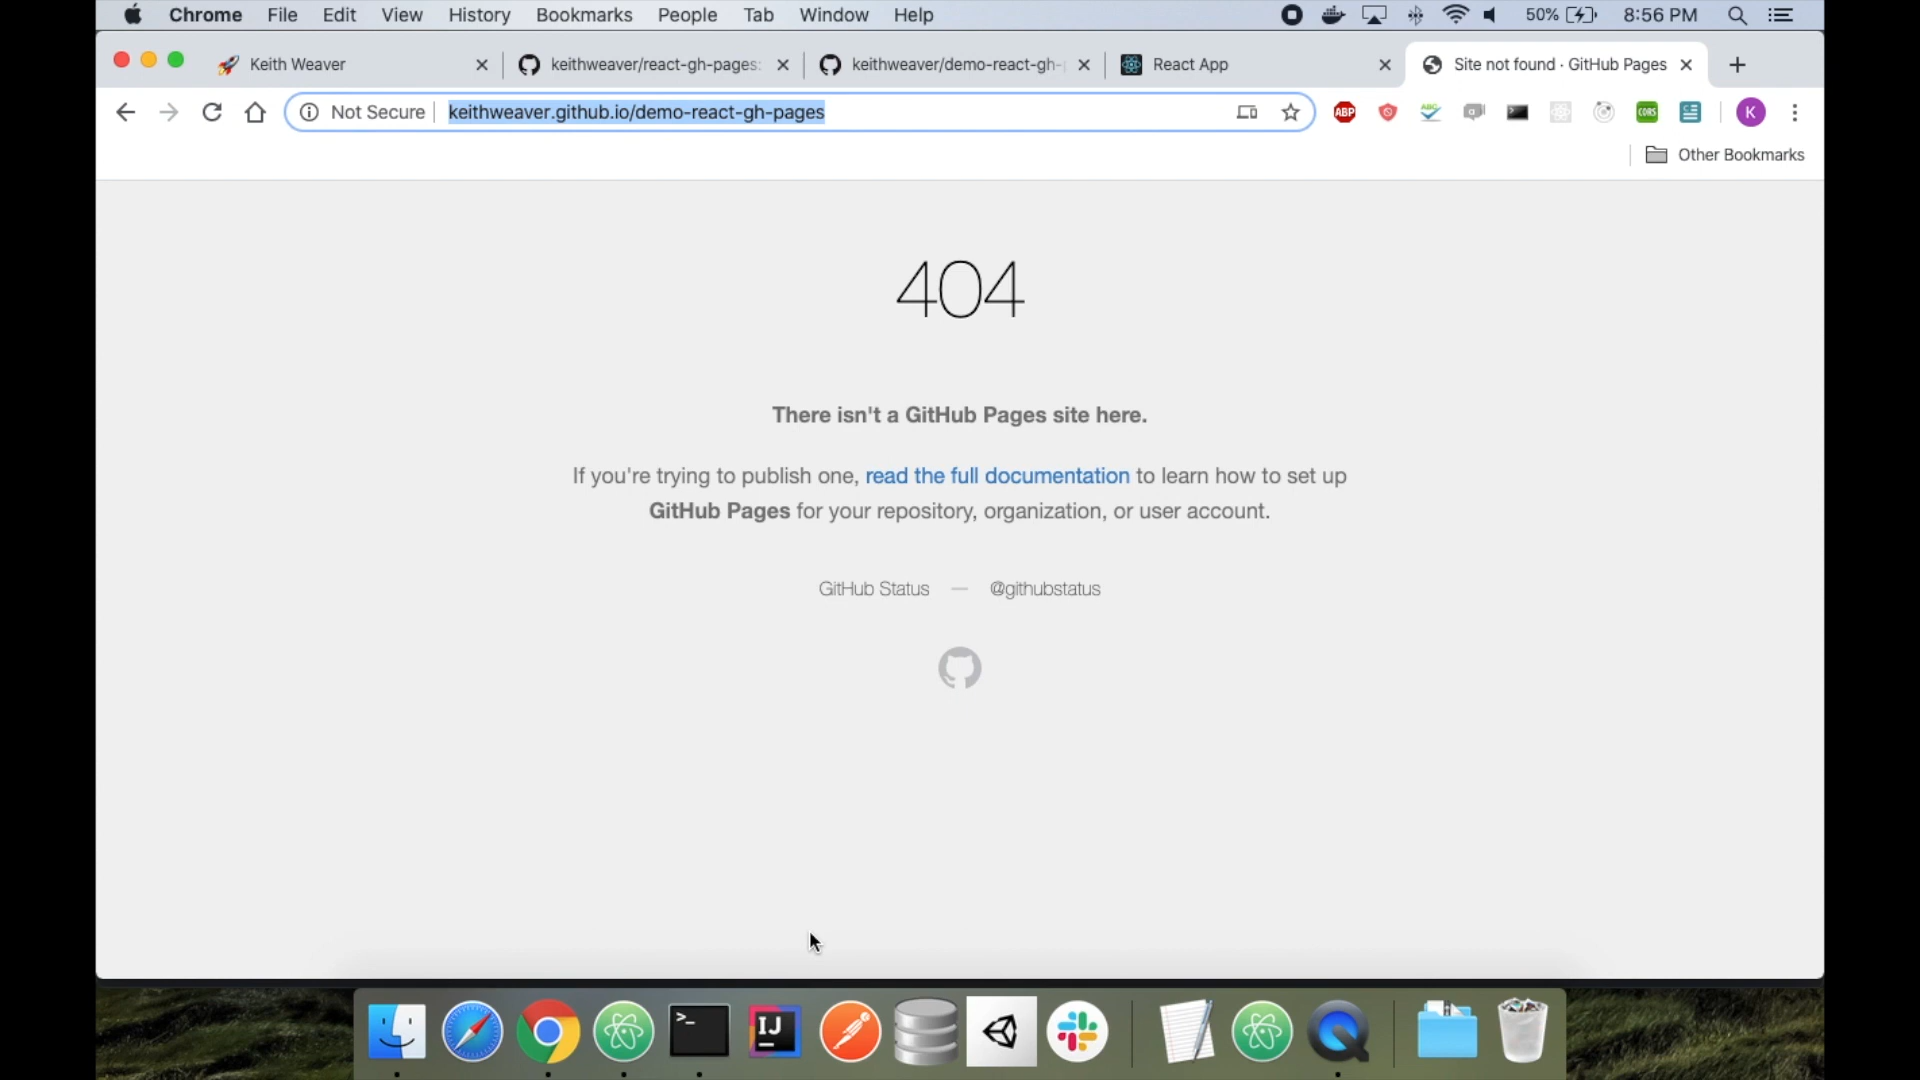 Chrome File Edit View History Bookmarks People Tab Window Help 50% 8:56 PM
Keith Weaver keithweaver/react-gh-pages: keithweaver/demo-react-gh- React App Site not found · GitHub Pages
Not Secure keithweaver.github.io/demo-react-gh-pages ABP ABC CORS K
Other Bookmarks
404
There isn't a GitHub Pages site here.
If you're trying to publish one, read the full documentation to learn how to set up
GitHub Pages for your repository, organization, or user account.
GitHub Status — @githubstatus
>_ IJ